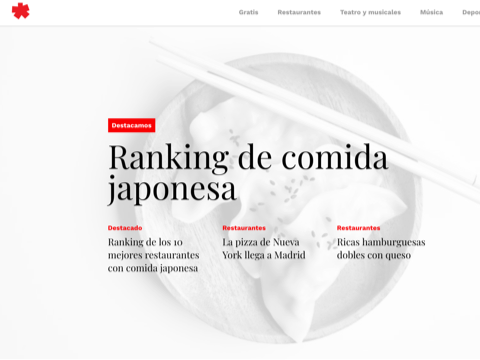 Gratis Restaurantes Teatro y musicales Música
Destacamos
Ranking de comida
japonesa
Destacado
Ranking de los 10
mejores restaurantes
con comida japonesa
Restaurantes
La pizza de Nueva
York llega a Madrid
Restaurantes
Ricas hamburguesas
dobles con queso